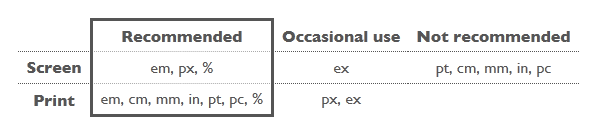 Recommended Occasional use Not recommended
Screen em, px, % ex pt, cm, mm, in, pc
Print em, cm, mm, in, pt, pc, % px, ex